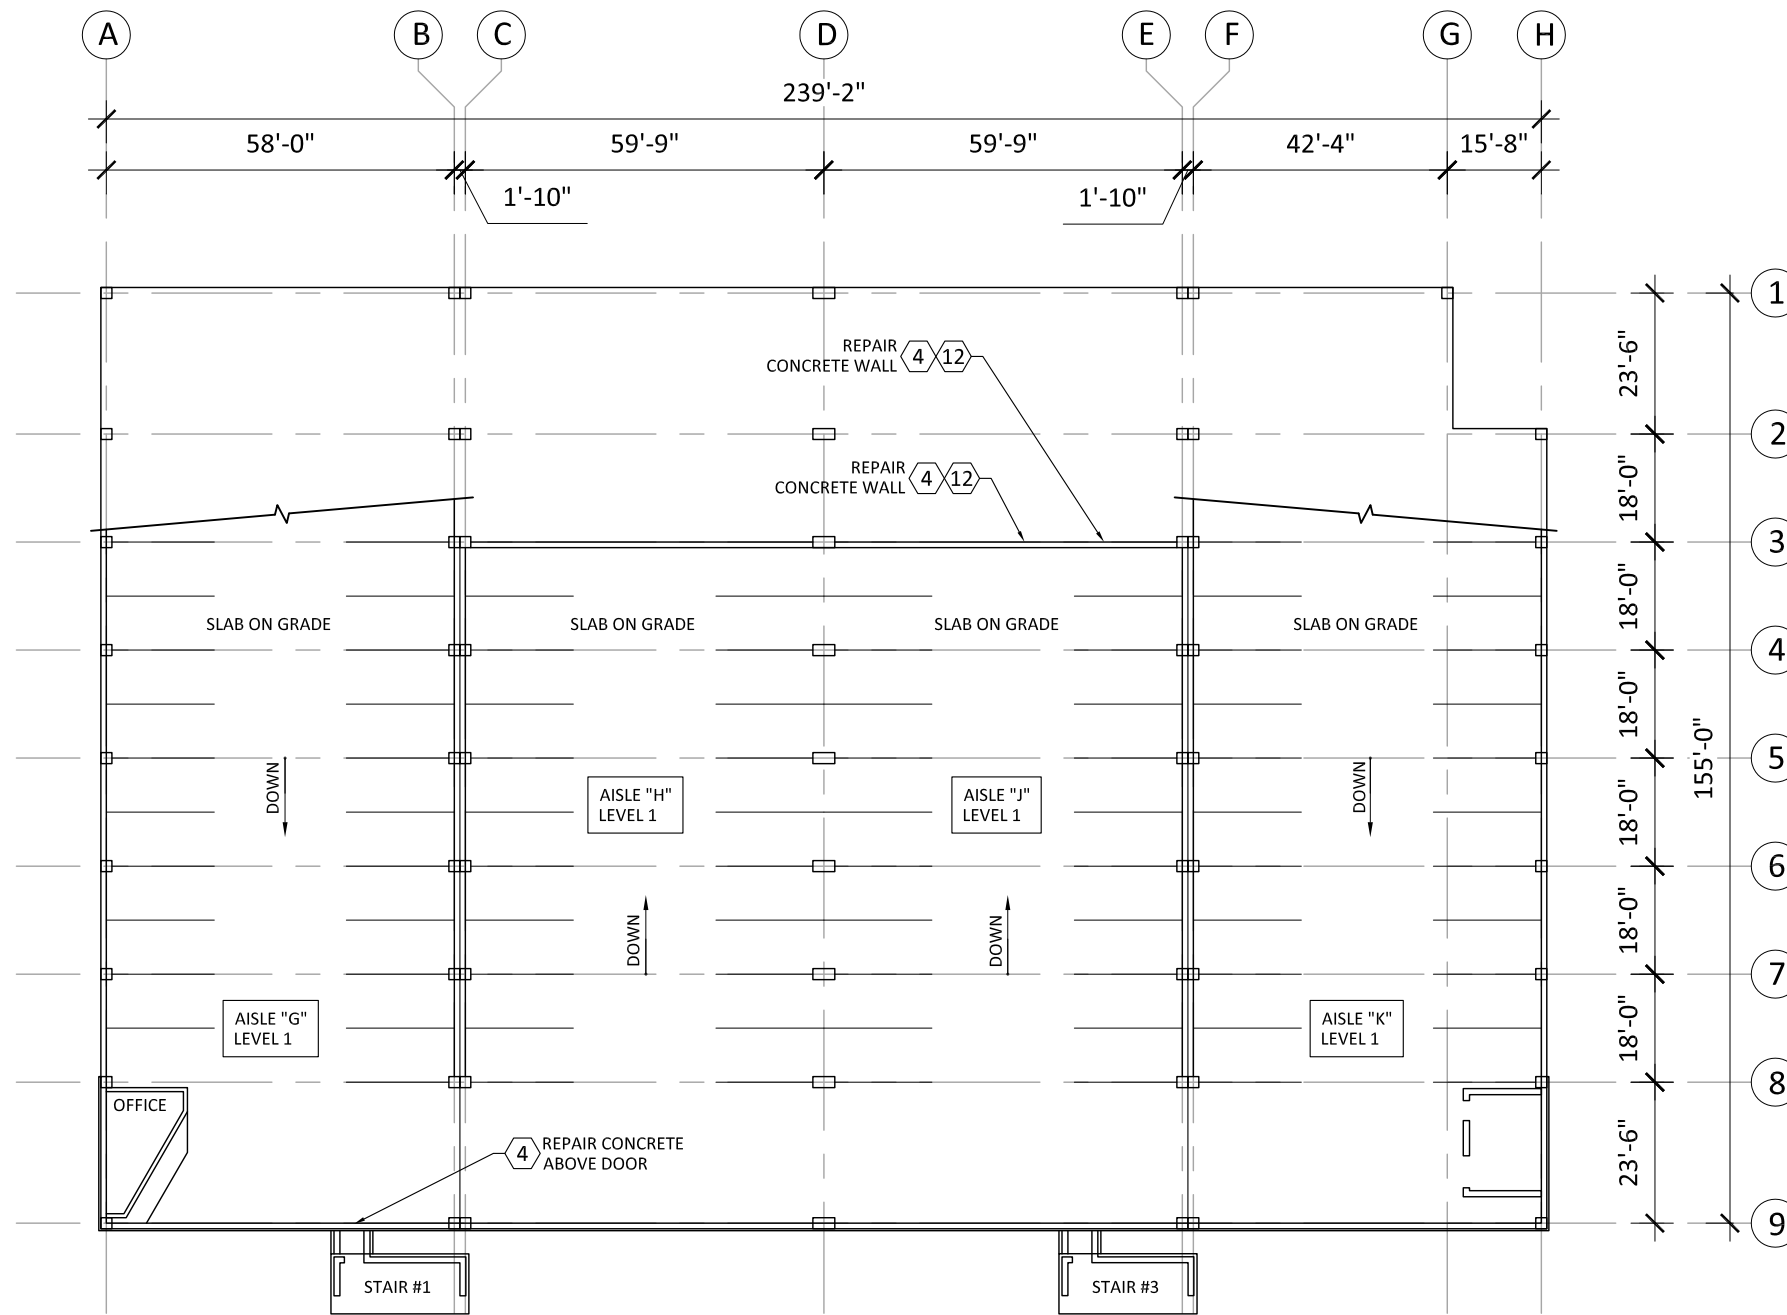 A B C D E F G H
239'-2"
58'-0" 59'-9" 59'-9" 42'-4" 15'-8"
1'-10" 1'-10"
1
23'-6"
REPAIR
CONCRETE WALL 4 12
2
18'-0"
REPAIR
CONCRETE WALL 4 12
3
18'-0"
SLAB ON GRADE SLAB ON GRADE SLAB ON GRADE SLAB ON GRADE
4
18'-0"
155'-0"
5
DOWN
DOWN
AISLE "H"
LEVEL 1
AISLE "J"
LEVEL 1
18'-0"
6
DOWN
DOWN
18'-0"
7
AISLE "G"
LEVEL 1
AISLE "K"
LEVEL 1
18'-0"
8
OFFICE
4 REPAIR CONCRETE
ABOVE DOOR
23'-6"
9
STAIR #1 STAIR #3